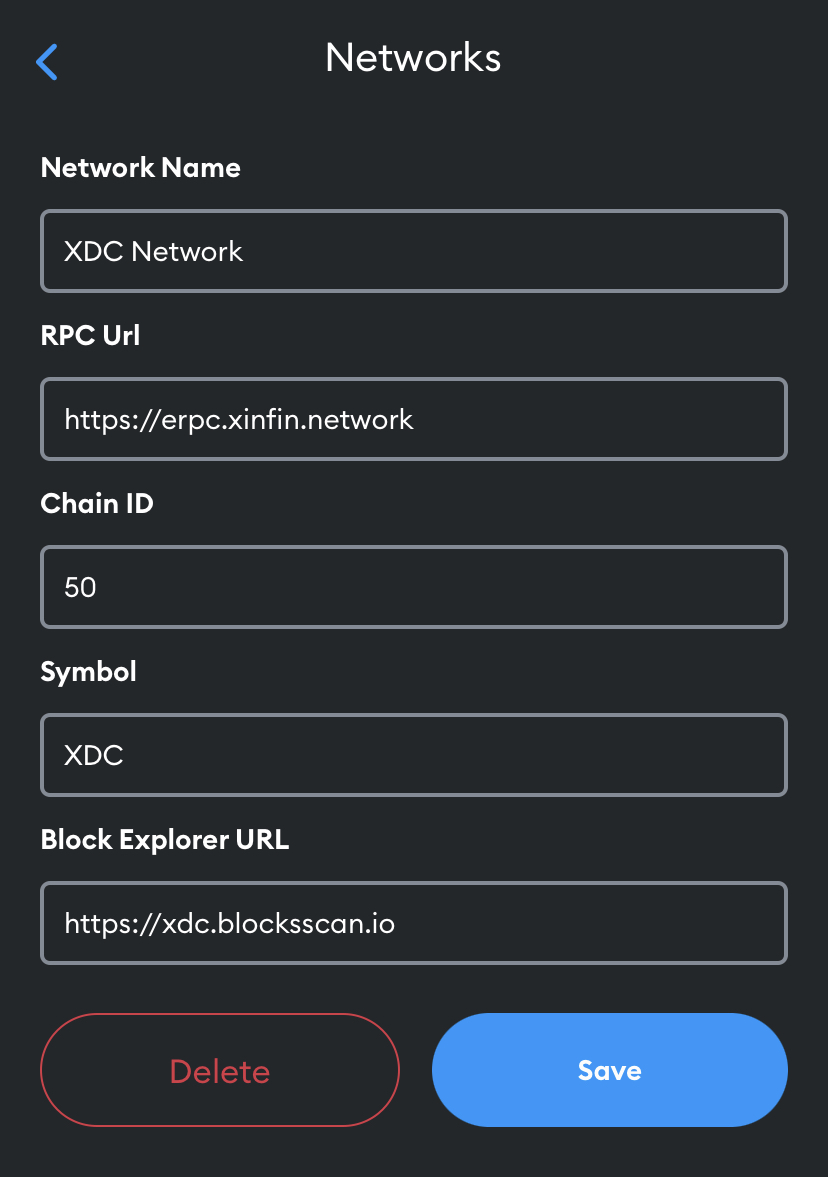 Networks
Network Name
XDC Network
RPC Url
https://erpc.xinfin.network
Chain ID
50
Symbol
XDC
Block Explorer URL
https://xdc.blocksscan.io
Delete
Save